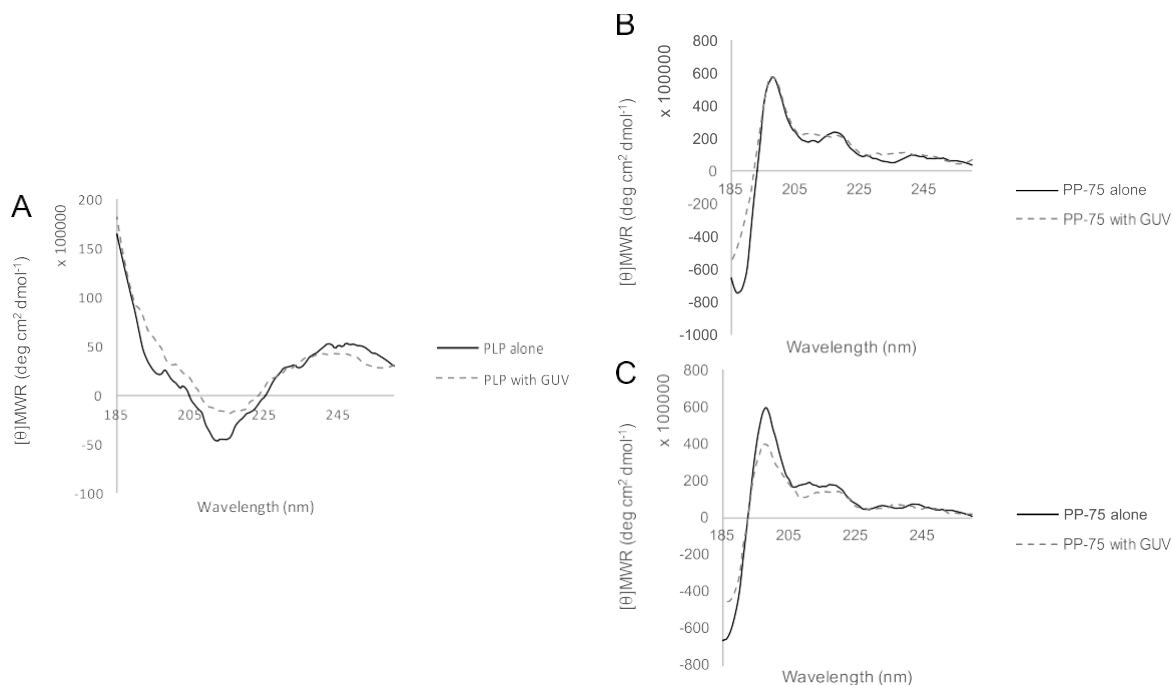 A
200
150
100
50
0
-50
-100
185
205
225
245
x 100000
[θ]MWR (deg cm² dmol⁻¹)
Wavelength (nm)
PLP alone
PLP with GUV
B
800
600
400
200
0
-200
-400
-600
-800
-1000
185
205
225
245
x 100000
[θ]MWR (deg cm² dmol⁻¹)
Wavelength (nm)
PP-75 alone
PP-75 with GUV
C
800
600
400
200
0
-200
-400
-600
-800
185
205
225
245
x 100000
[θ]MWR (deg cm² dmol⁻¹)
Wavelength (nm)
PP-75 alone
PP-75 with GUV